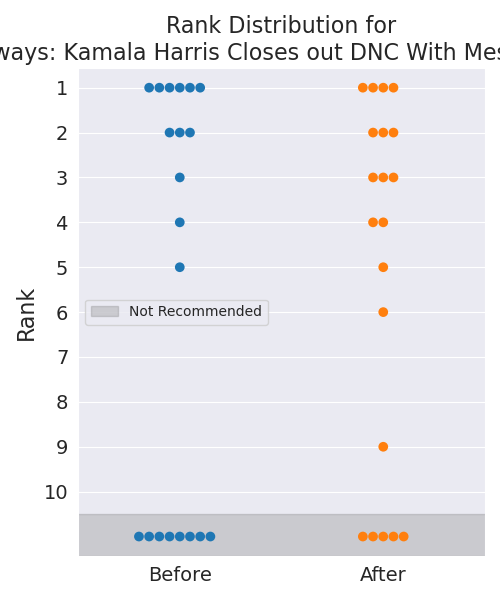 Rank Distribution for
ways: Kamala Harris Closes out DNC With Mes
1
2
3
4
5
6
7
8
9
10
Rank
Not Recommended
Before
After